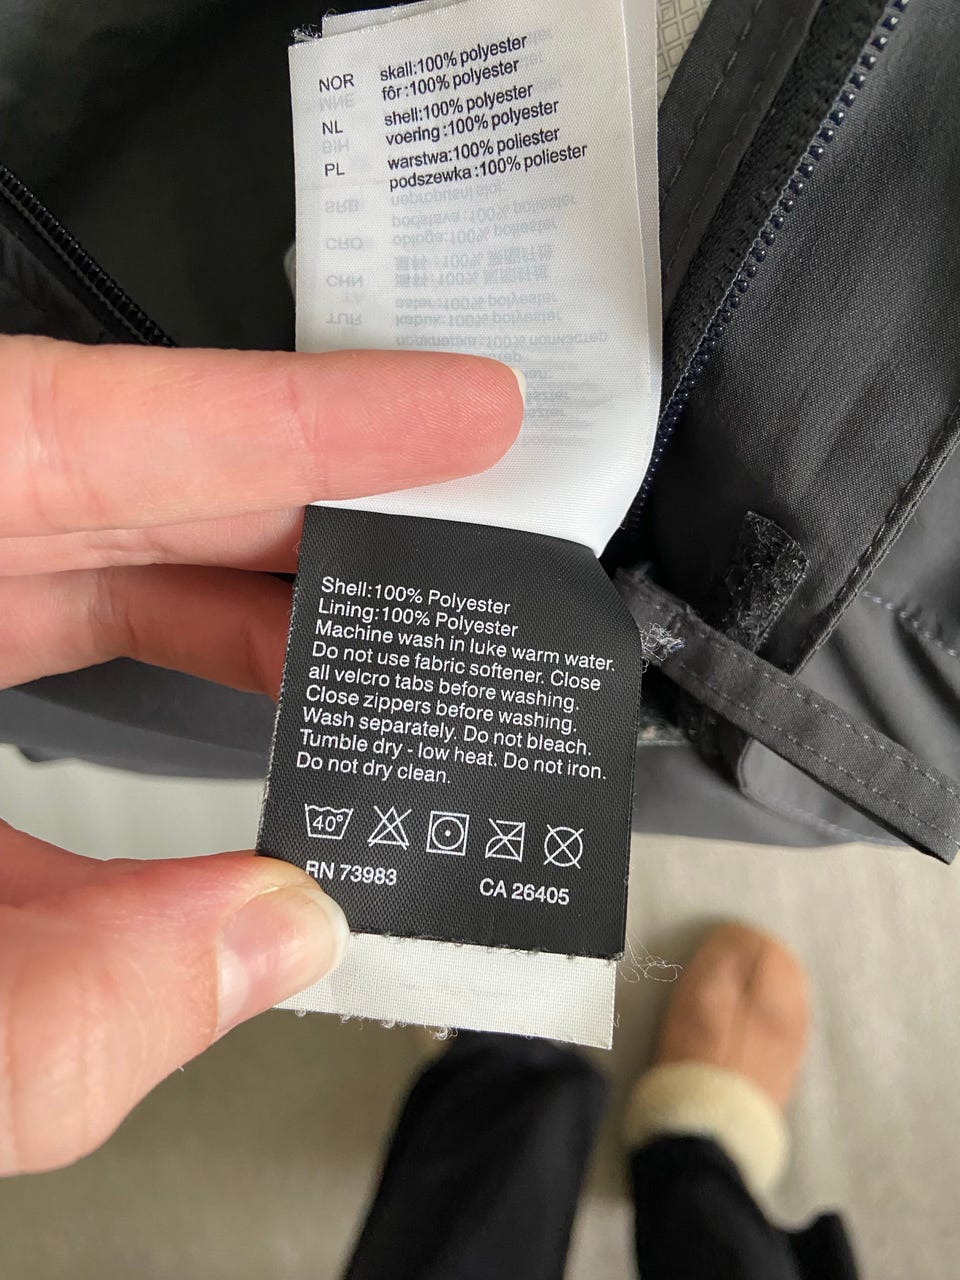 NOR skall:100% polyester
fôr:100% polyester
NL shell:100% polyester
voering:100% polyester
PL warstwa:100% poliester
podszewka:100% poliester
Shell:100% Polyester
Lining:100% Polyester
Machine wash in luke warm water.
Do not use fabric softener. Close
all velcro tabs before washing.
Close zippers before washing.
Wash separately. Do not bleach.
Tumble dry - low heat. Do not iron.
Do not dry clean.
40°
RN 73983 CA 26405